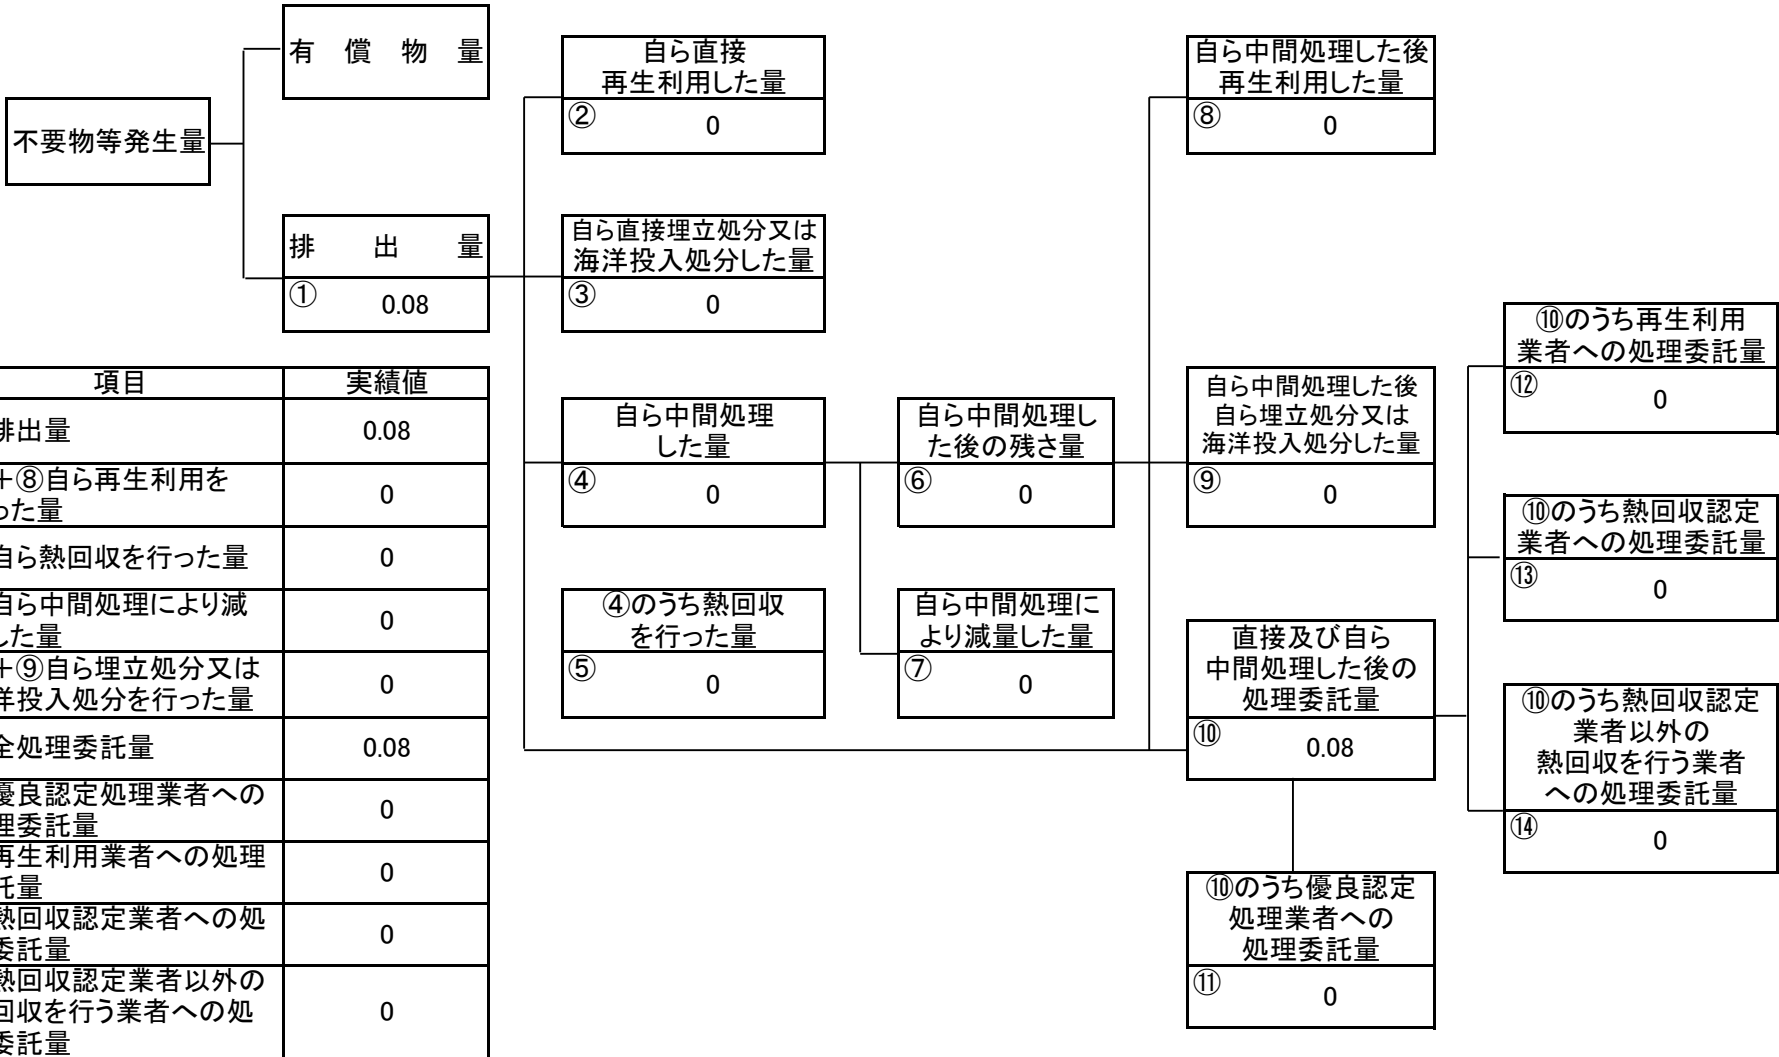 有償物量
不要物等発生量
排出量
① 0.08
自ら直接
再生利用した量
② 0
自ら直接埋立処分又は
海洋投入処分した量
③ 0
自ら中間処理
した量
④ 0
④のうち熱回収
を行った量
⑤ 0
自ら中間処理し
た後の残さ量
⑥ 0
自ら中間処理に
より減量した量
⑦ 0
自ら中間処理した後
再生利用した量
⑧ 0
自ら中間処理した後
自ら埋立処分又は
海洋投入処分した量
⑨ 0
直接及び自ら
中間処理した後の
処理委託量
⑩ 0.08
⑩のうち優良認定
処理業者への
処理委託量
⑪ 0
⑩のうち再生利用
業者への処理委託量
⑫ 0
⑩のうち熱回収認定
業者への処理委託量
⑬ 0
⑩のうち熱回収認定
業者以外の
熱回収を行う業者
への処理委託量
⑭ 0
項目 実績値
排出量 0.08
+⑧自ら再生利用を
った量 0
自ら熱回収を行った量 0
自ら中間処理により減
した量 0
+⑨自ら埋立処分又は
洋投入処分を行った量 0
全処理委託量 0.08
優良認定処理業者への
理委託量 0
再生利用業者への処理
託量 0
熱回収認定業者への処
委託量 0
熱回収認定業者以外の
回収を行う業者への処
委託量 0